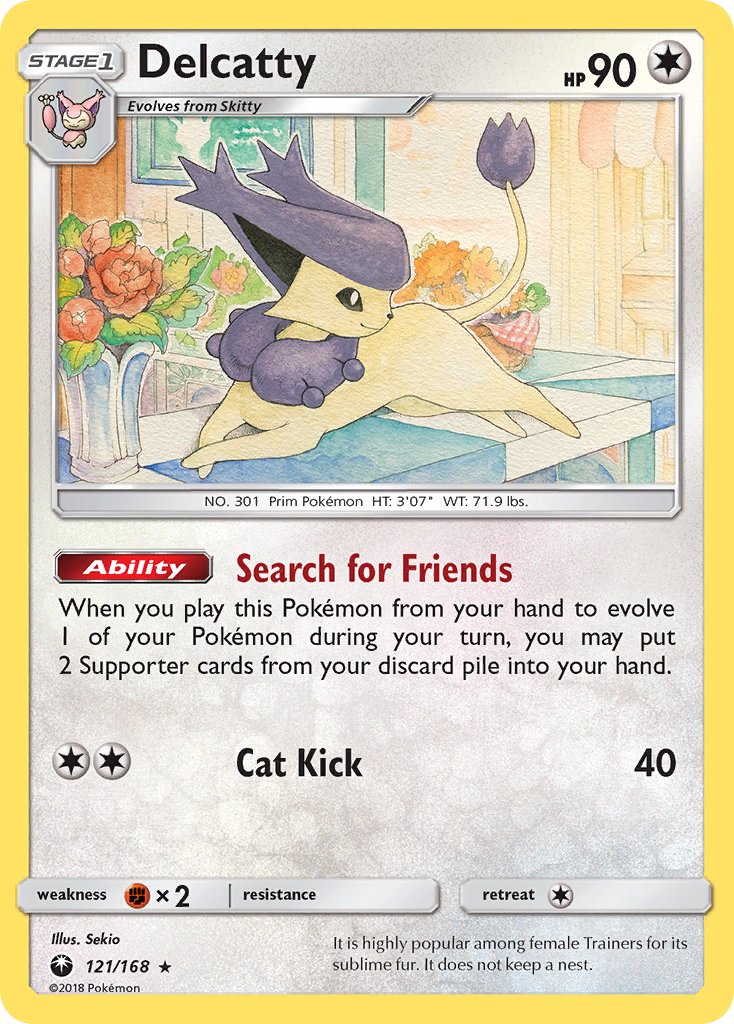 STAGE 1
Delcatty
HP 90
Evolves from Skitty
NO. 301 Prim Pokémon HT: 3'07" WT: 71.9 lbs.
Ability Search for Friends
When you play this Pokémon from your hand to evolve
1 of your Pokémon during your turn, you may put
2 Supporter cards from your discard pile into your hand.
Cat Kick 40
weakness × 2 resistance retreat
Illus. Sekio
121/168 ★
©2018 Pokémon
It is highly popular among female Trainers for its
sublime fur. It does not keep a nest.